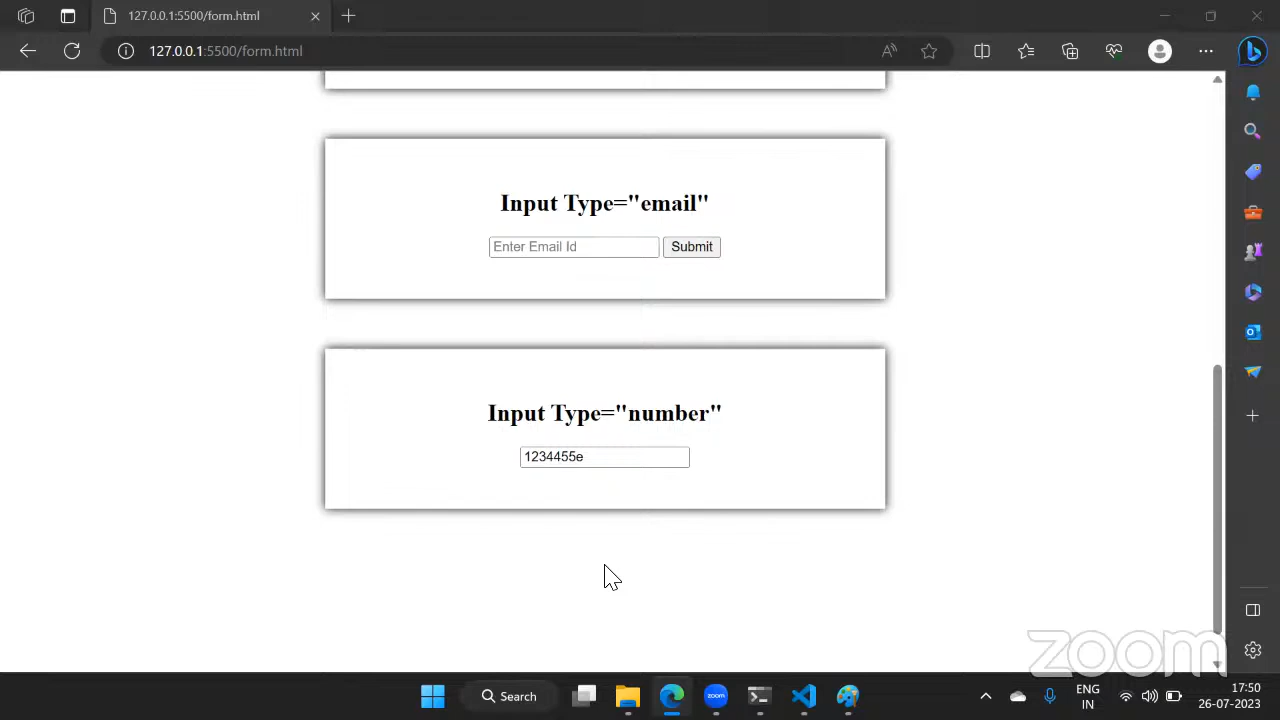 127.0.0.1:5500/form.html
127.0.0.1:5500/form.html
Input Type="email"
Enter Email Id Submit
Input Type="number"
1234455e
zoom
Search
zoom
ENG
IN
17:50
26-07-2023